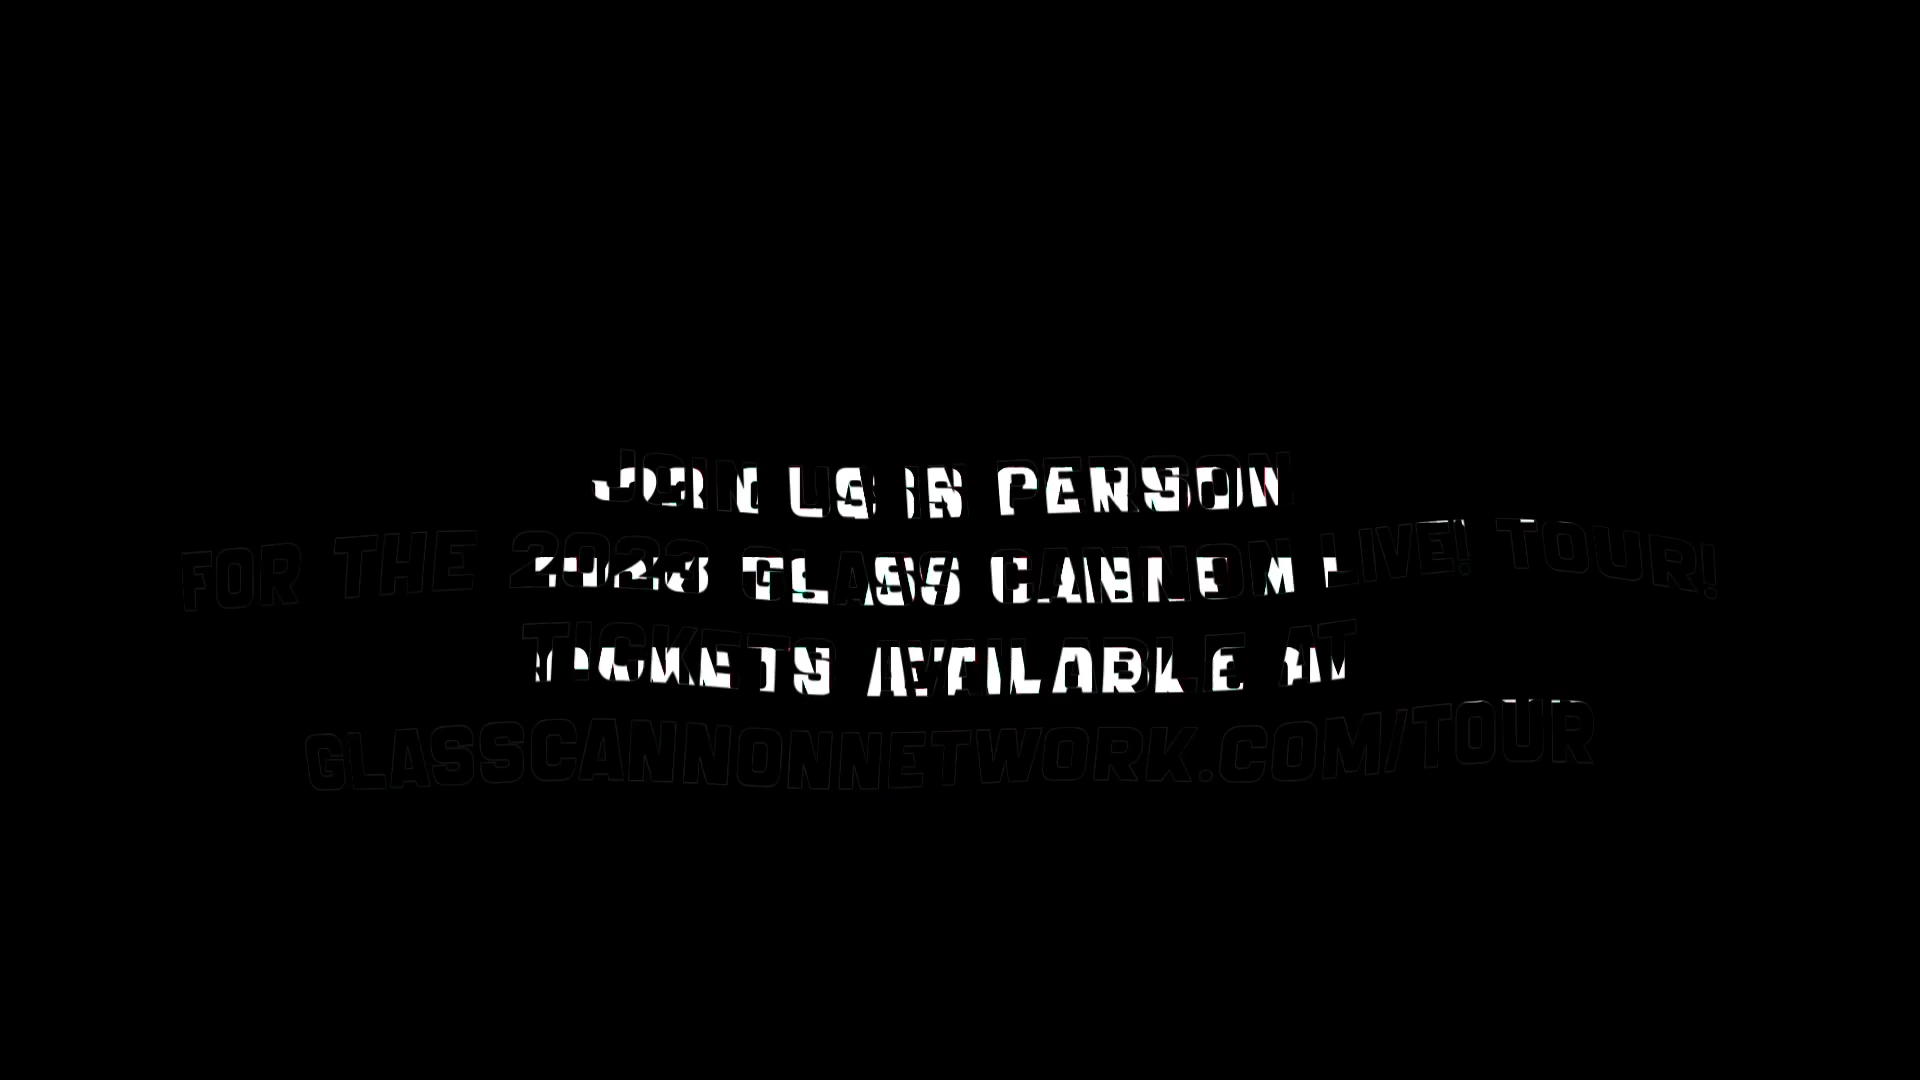 JOIN US IN PERSON
FOR THE 2023 GLASS CANNON LIVE! TOUR!
TICKETS AVAILABLE AT
GLASSCANNONNETWORK.COM/TOUR